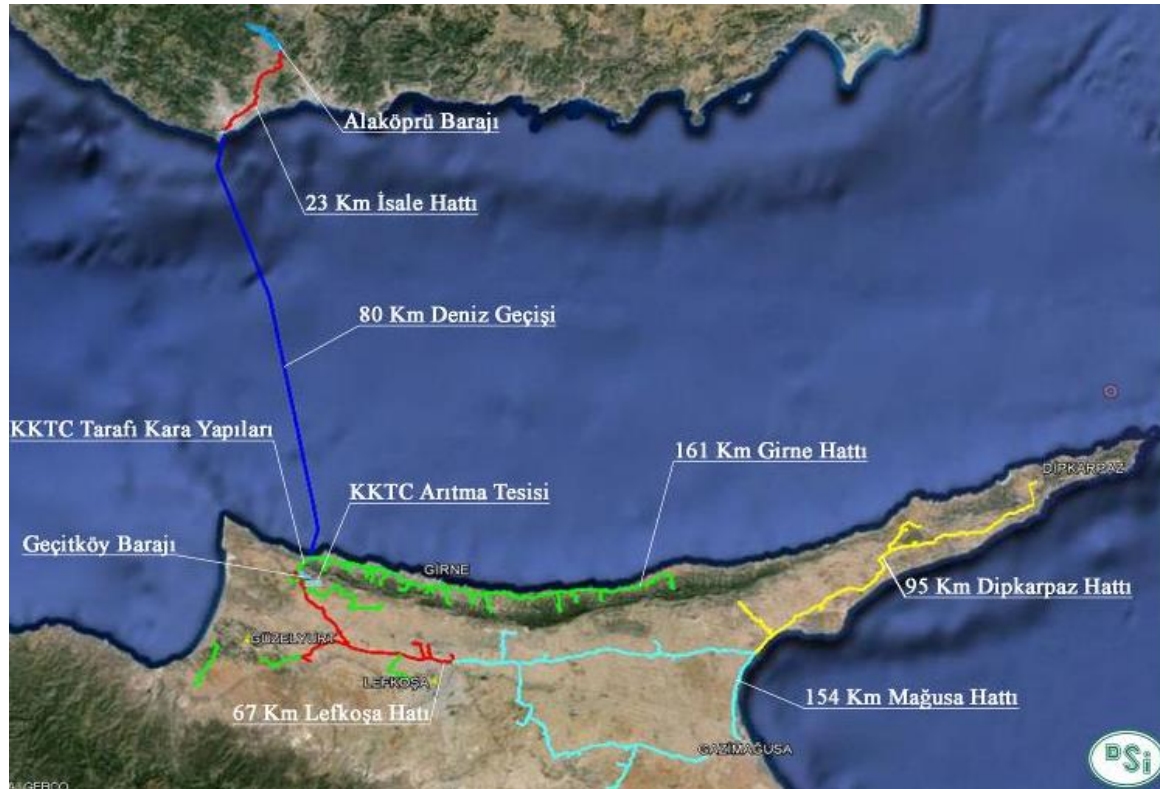 Alaköprü Barajı
23 Km İsale Hattı
80 Km Deniz Geçişi
KKTC Tarafı Kara Yapıları
161 Km Girne Hattı
DİPKARPAZ
KKTC Arıtma Tesisi
Geçitköy Barajı
GİRNE
95 Km Dipkarpaz Hattı
GÜZELYURT
LEFKOŞA
67 Km Lefkoşa Hatı
154 Km Mağusa Hattı
GAZİMAĞUSA
DSİ
GEBCO